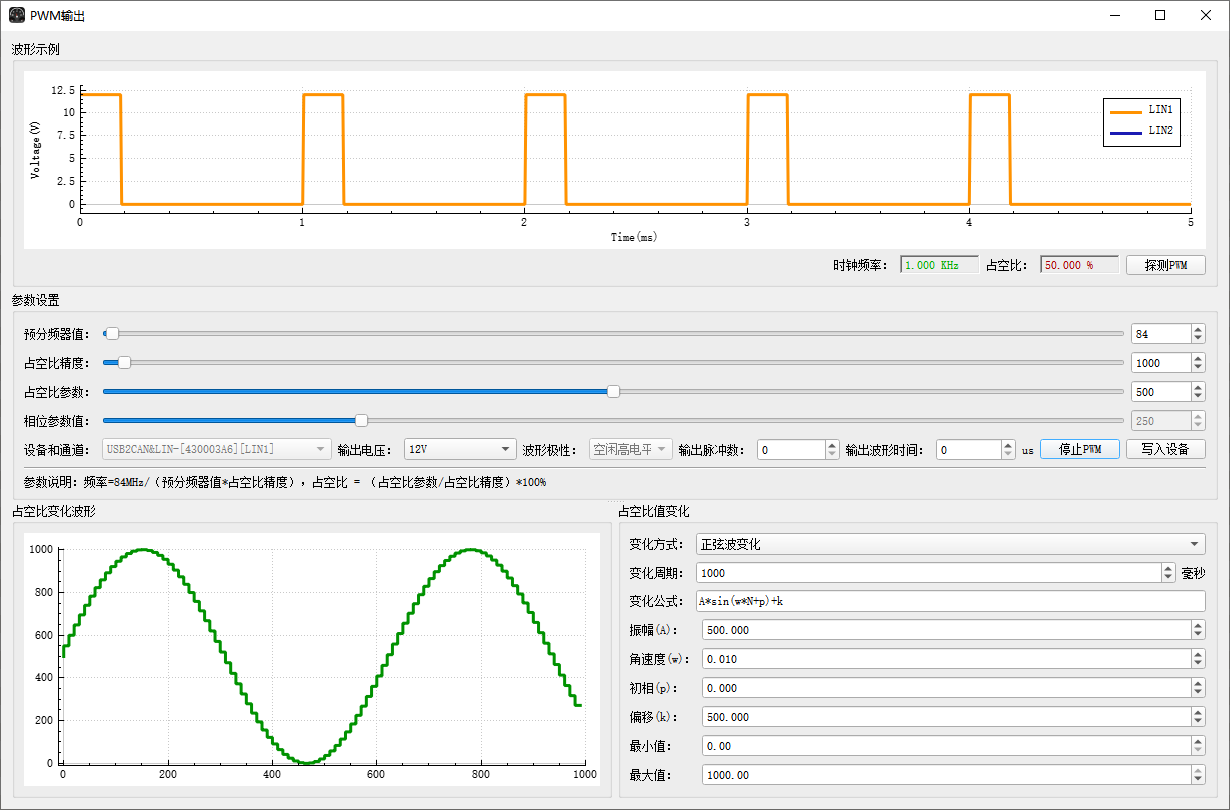 PWM输出
波形示例
12.5
10
7.5
5
2.5
0
Voltage(V)
LIN1
LIN2
0 1 2 3 4 5
Time(ms)
时钟频率： 1.000 KHz 占空比： 50.000 % 探测PWM
参数设置
预分频器值： 84
占空比精度： 1000
占空比参数： 500
相位参数值： 250
设备和通道： USB2CAN&LIN-[430003A6][LIN1] 输出电压： 12V 波形极性： 空闲高电平 输出脉冲数： 0 输出波形时间： 0 us 停止PWM 写入设备
参数说明：频率=84MHz/（预分频器值*占空比精度），占空比 = （占空比参数/占空比精度）*100%
占空比变化波形
1000
800
600
400
200
0
0 200 400 600 800 1000
占空比值变化
变化方式： 正弦波变化
变化周期： 1000 毫秒
变化公式： A*sin(w*N+p)+k
振幅(A)： 500.000
角速度(w)： 0.010
初相(p)： 0.000
偏移(k)： 500.000
最小值： 0.00
最大值： 1000.00